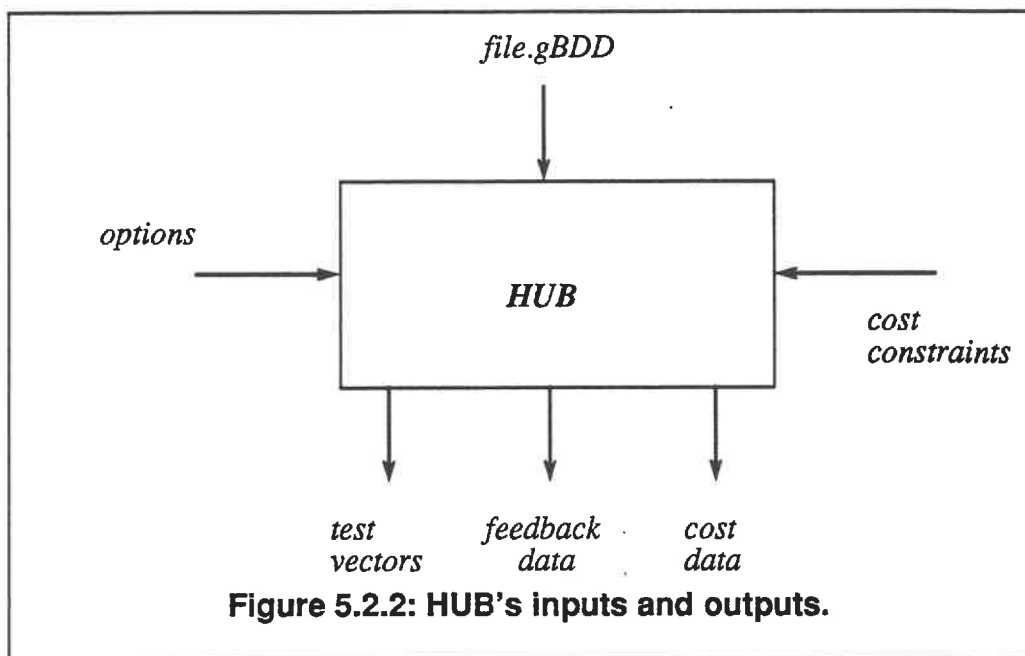 file.gBDD
options
HUB
cost
constraints
test
vectors
feedback
data
cost
data
Figure 5.2.2: HUB's inputs and outputs.